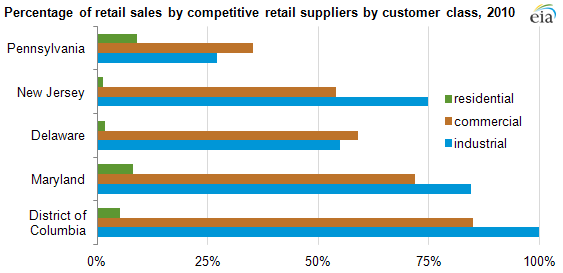 Percentage of retail sales by competitive retail suppliers by customer class, 2010
eia
Pennsylvania
New Jersey
Delaware
Maryland
District of
Columbia
residential
commercial
industrial
0%
25%
50%
75%
100%